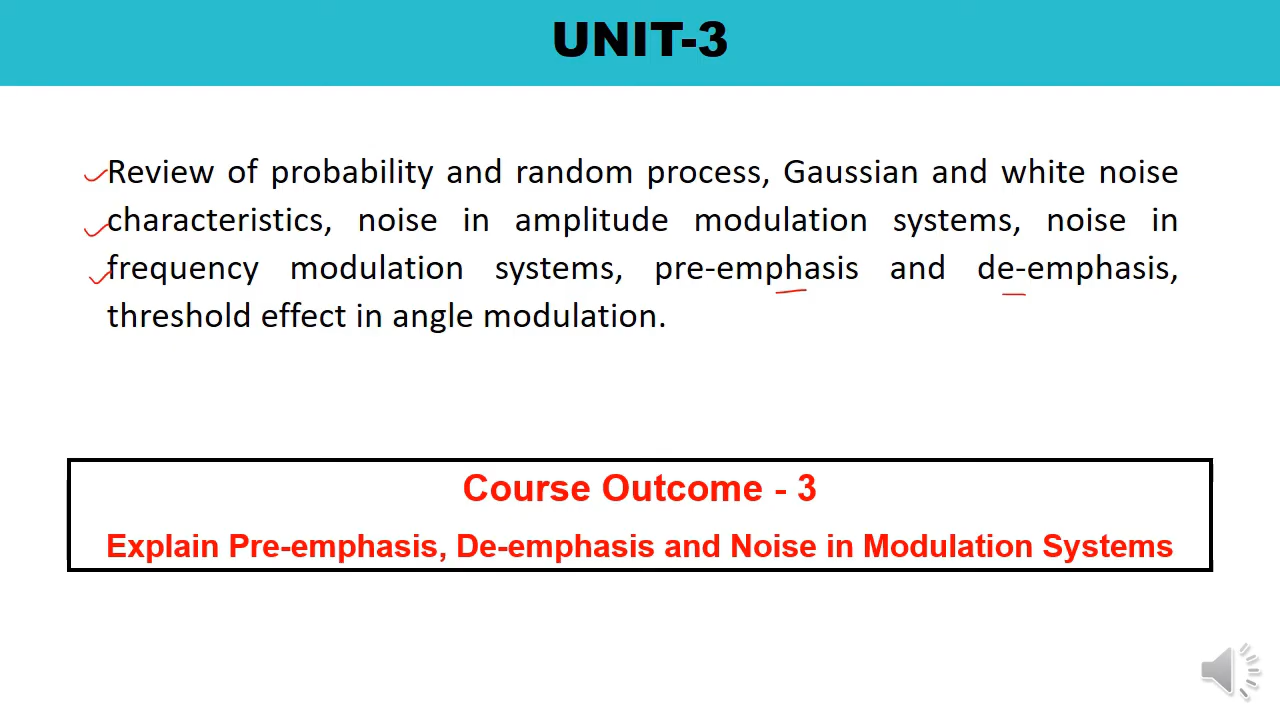 UNIT-3
Review of probability and random process, Gaussian and white noise
characteristics, noise in amplitude modulation systems, noise in
frequency modulation systems, pre-emphasis and de-emphasis,
threshold effect in angle modulation.
Course Outcome - 3
Explain Pre-emphasis, De-emphasis and Noise in Modulation Systems